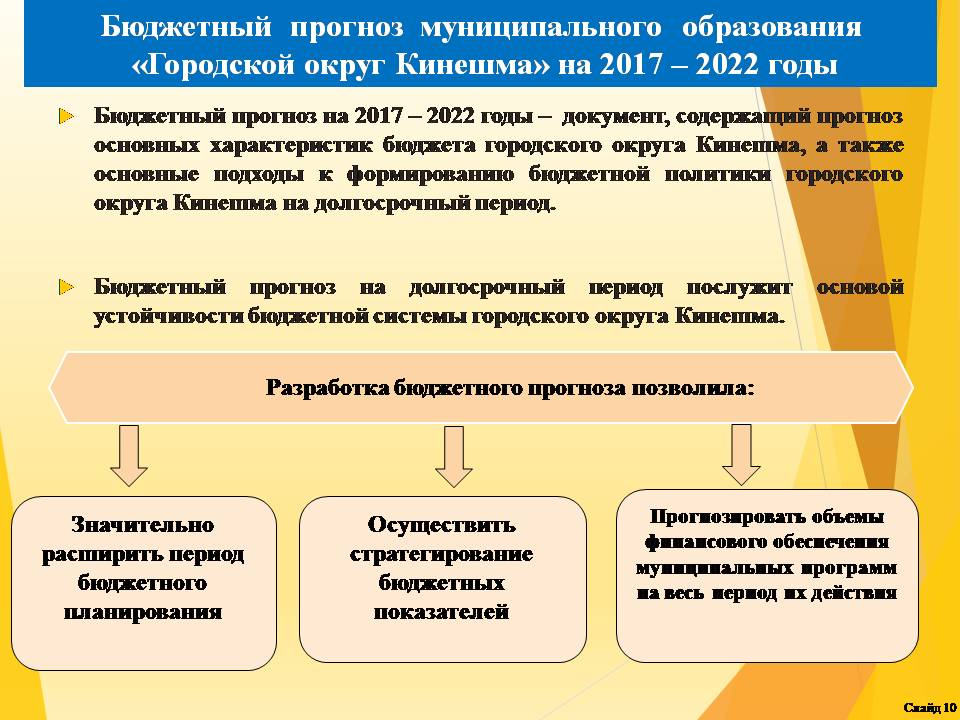 Бюджетный прогноз муниципального образования
«Городской округ Кинешма» на 2017 – 2022 годы
Бюджетный прогноз на 2017 – 2022 годы – документ, содержащий прогноз
основных характеристик бюджета городского округа Кинешма, а также
основные подходы к формированию бюджетной политики городского
округа Кинешма на долгосрочный период.
Бюджетный прогноз на долгосрочный период послужит основой
устойчивости бюджетной системы городского округа Кинешма.
Разработка бюджетного прогноза позволила:
Значительно
расширить период
бюджетного
планирования
Осуществить
стратегирование
бюджетных
показателей
Прогнозировать объемы
финансового обеспечения
муниципальных программ
на весь период их действия
Слайд 10